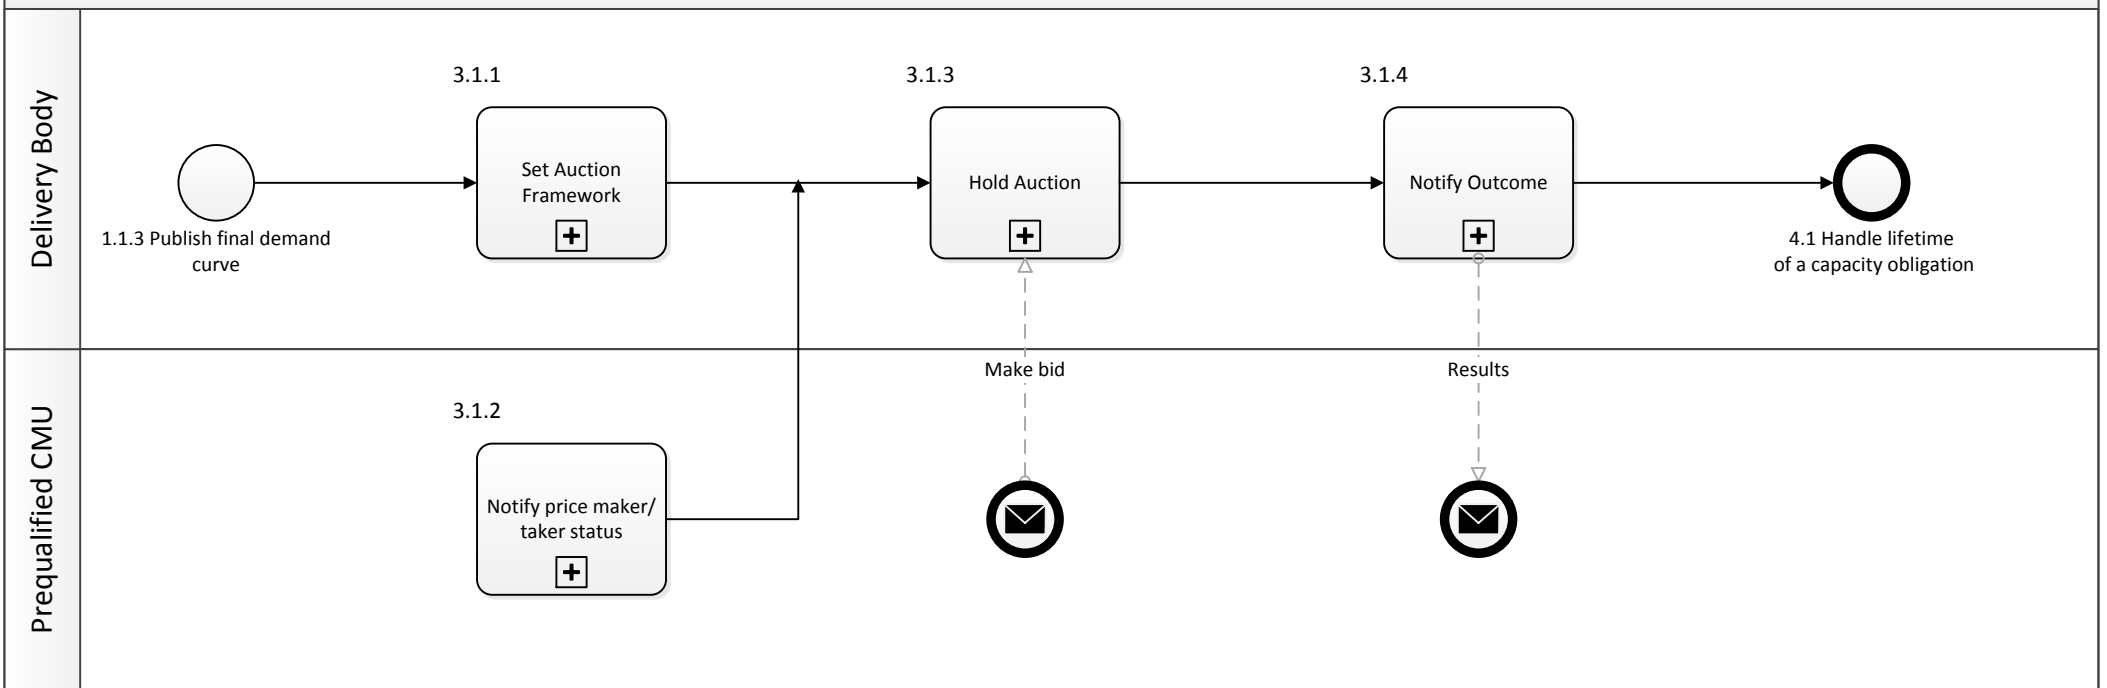 Delivery Body
3.1.1
3.1.3
3.1.4
Set Auction
Framework
Hold Auction
Notify Outcome
1.1.3 Publish final demand
curve
4.1 Handle lifetime
of a capacity obligation
Prequalified CMU
Make bid
Results
3.1.2
Notify price maker/
taker status